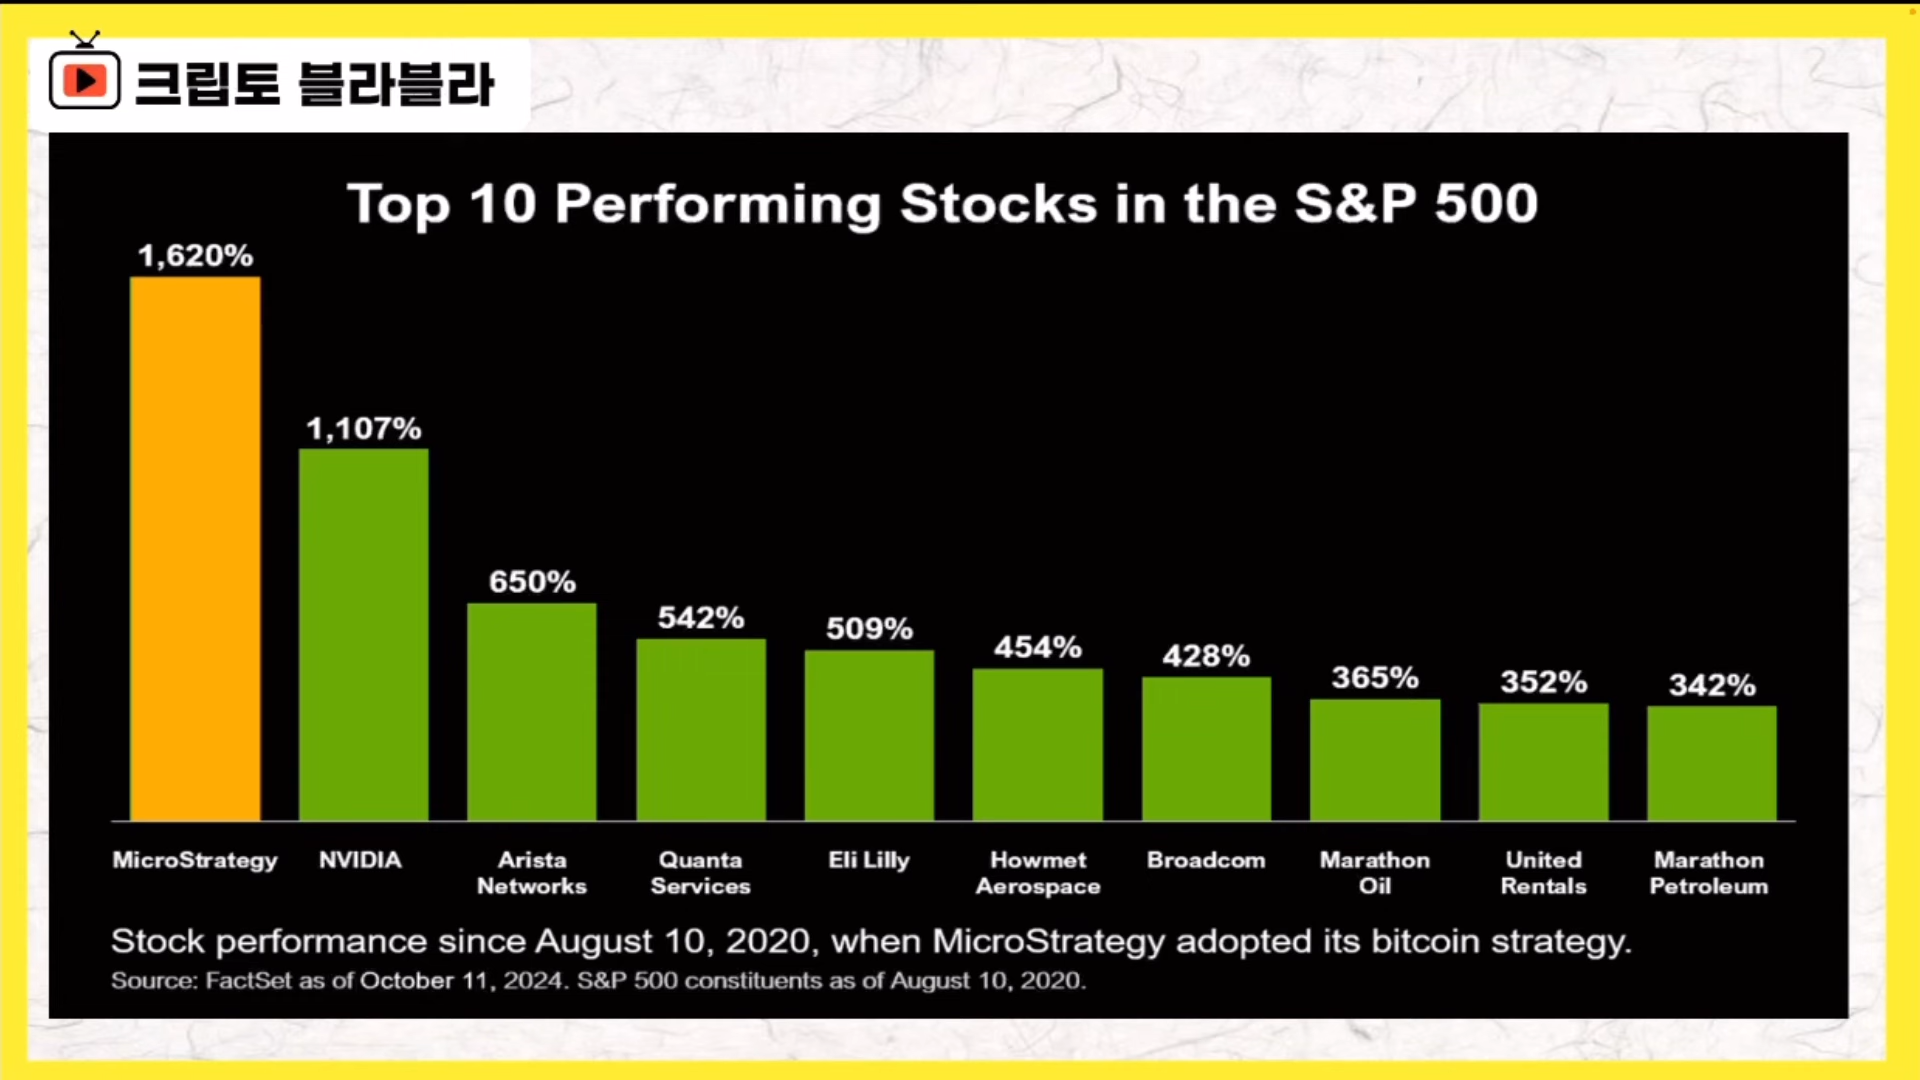 크립토 블라블라
Top 10 Performing Stocks in the S&P 500
1,620%
1,107%
650%
542%
509%
454%
428%
365%
352%
342%
MicroStrategy
NVIDIA
Arista
Networks
Quanta
Services
Eli Lilly
Howmet
Aerospace
Broadcom
Marathon
Oil
United
Rentals
Marathon
Petroleum
Stock performance since August 10, 2020, when MicroStrategy adopted its bitcoin strategy.
Source: FactSet as of October 11, 2024. S&P 500 constituents as of August 10, 2020.